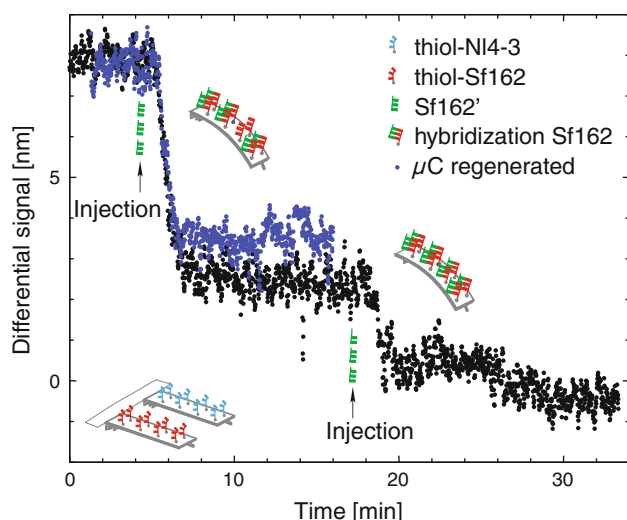 thiol-Nl4-3
thiol-Sf162
Sf162'
hybridization Sf162
μC regenerated
Injection
Injection
Differential signal [nm]
5
0
0
10
20
30
Time [min]